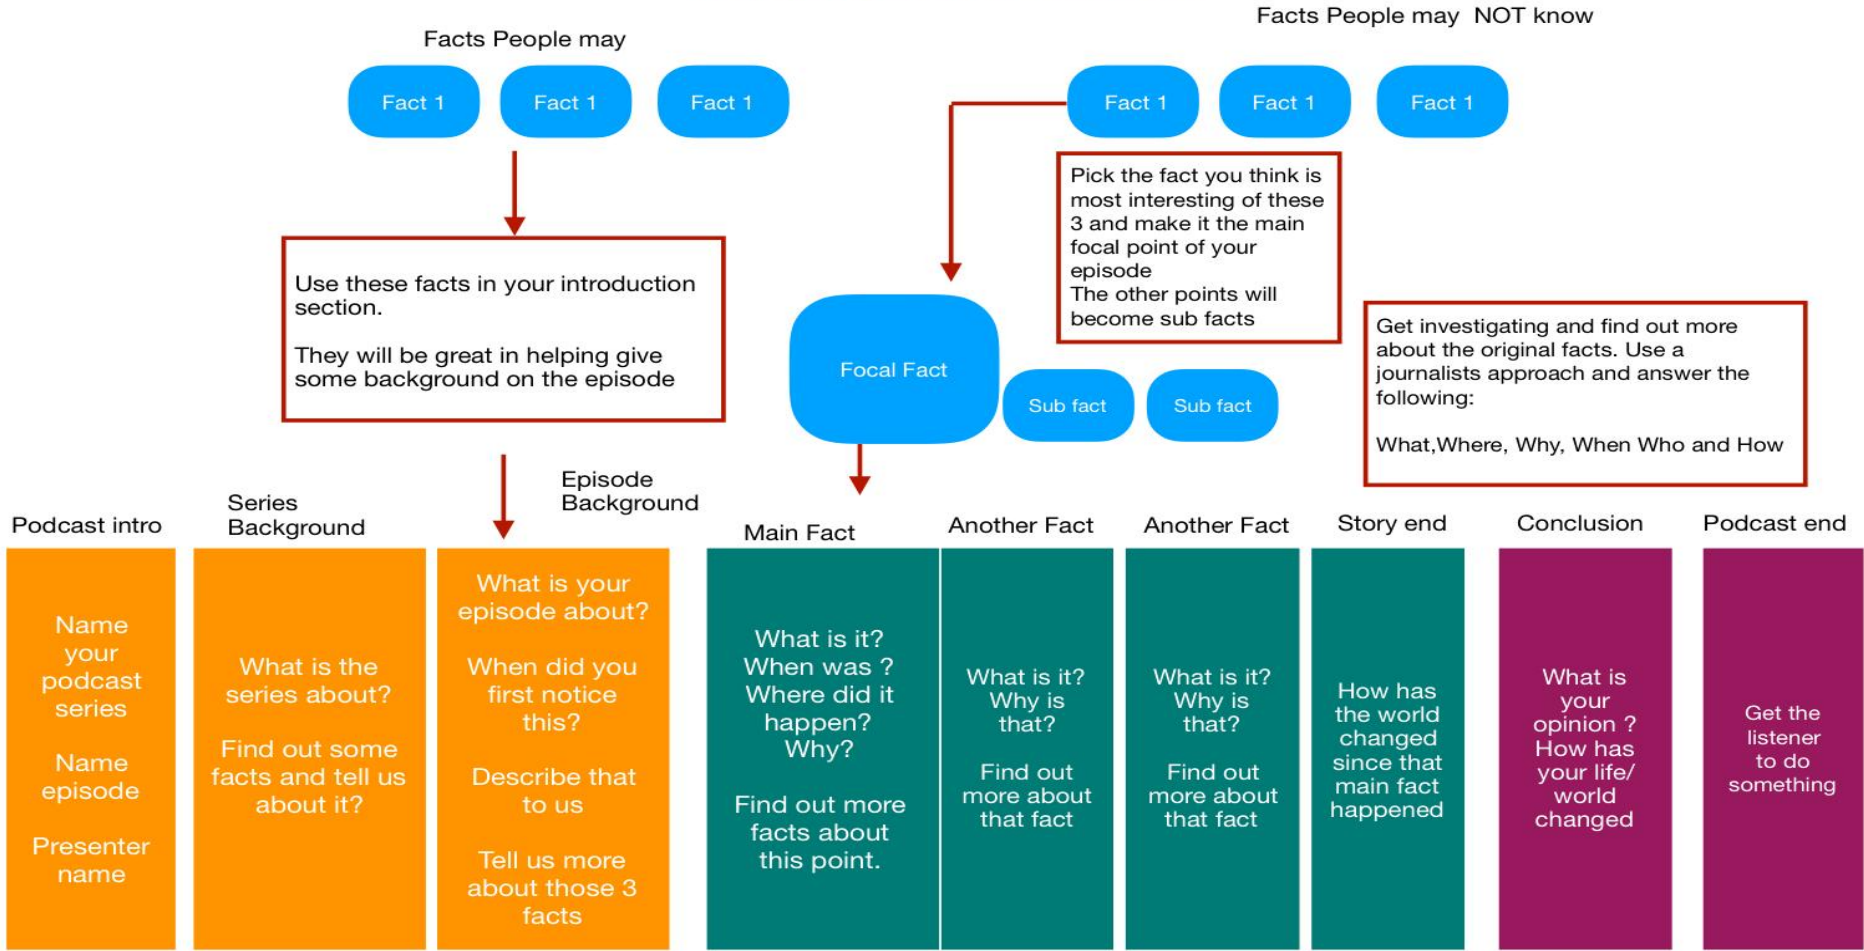 Facts People may
Fact 1
Fact 1
Fact 1
Facts People may NOT know
Fact 1
Fact 1
Fact 1
Use these facts in your introduction
section.
They will be great in helping give
some background on the episode
Pick the fact you think is
most interesting of these
3 and make it the main
focal point of your
episode
The other points will
become sub facts
Focal Fact
Sub fact
Sub fact
Get investigating and find out more
about the original facts. Use a
journalists approach and answer the
following:
What,Where, Why, When Who and How
Podcast intro
Name
your
podcast
series
Name
episode
Presenter
name
Series
Background
What is the
series about?
Find out some
facts and tell us
about it?
Episode
Background
What is your
episode about?
When did you
first notice
this?
Describe that
to us
Tell us more
about those 3
facts
Main Fact
What is it?
When was ?
Where did it
happen?
Why?
Find out more
facts about
this point.
Another Fact
What is it?
Why is
that?
Find out
more about
that fact
Another Fact
What is it?
Why is
that?
Find out
more about
that fact
Story end
How has
the world
changed
since that
main fact
happened
Conclusion
What is
your
opinion ?
How has
your life/
world
changed
Podcast end
Get the
listener
to do
something